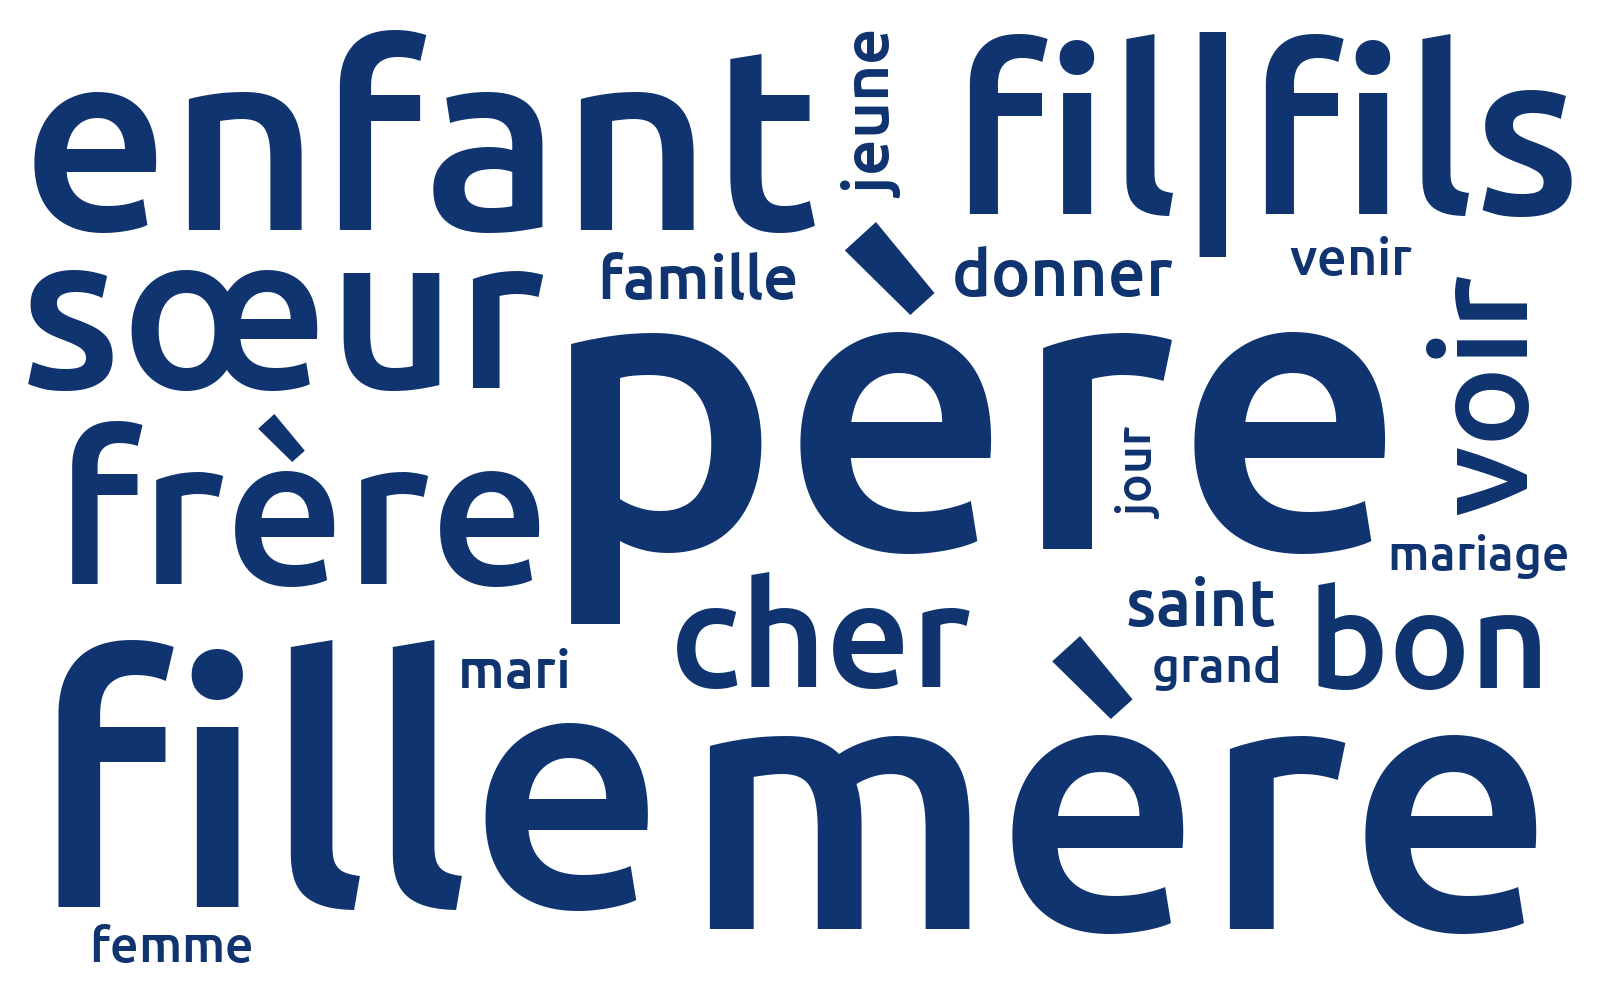 enfant
jeune
fil|fils
sœur
famille
donner
venir
père
voir
frère
jour
mariage
cher
saint
bon
fille
mari
grand
mère
femme